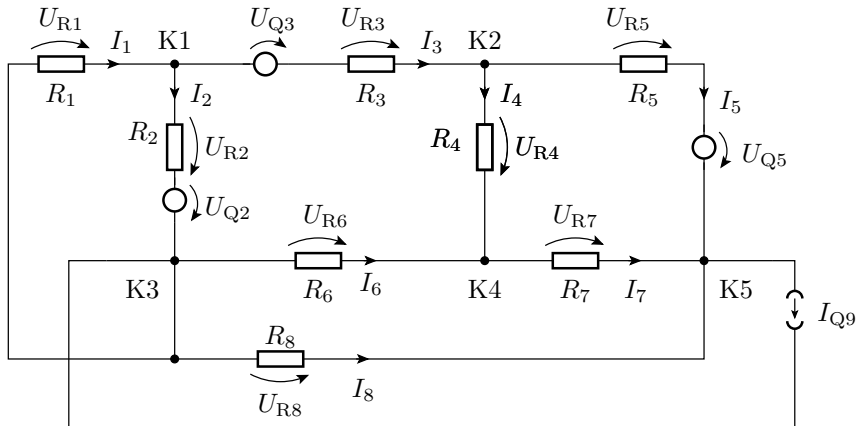 U_R1 I_1 K1 U_Q3 U_R3 I_3 K2 U_R5
R_1 I_2 R_3 I_4 R_5 I_5
R_2 U_R2 R_4 U_R4 U_Q5
U_Q2 U_R6 U_R7
K3 R_6 I_6 K4 R_7 I_7 K5
I_Q9
R_8
U_R8 I_8